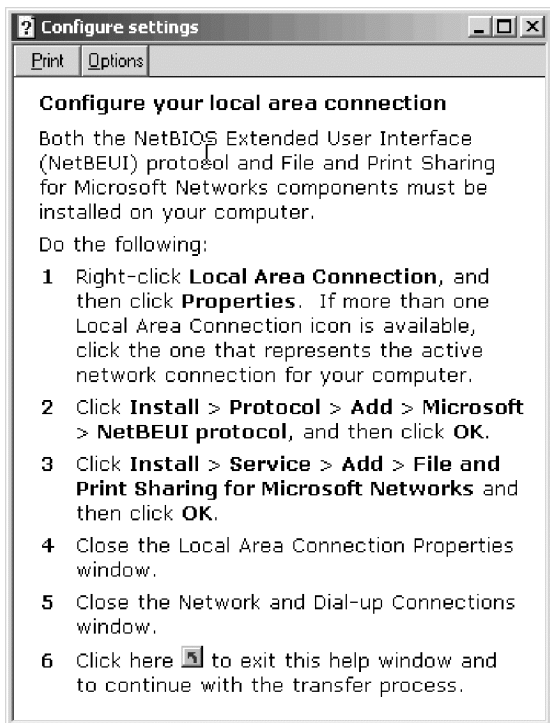 Configure settings
Print Options
Configure your local area connection
Both the NetBIOS Extended User Interface
(NetBEUI) protocol and File and Print Sharing
for Microsoft Networks components must be
installed on your computer.
Do the following:
1 Right-click Local Area Connection, and
then click Properties. If more than one
Local Area Connection icon is available,
click the one that represents the active
network connection for your computer.
2 Click Install > Protocol > Add > Microsoft
> NetBEUI protocol, and then click OK.
3 Click Install > Service > Add > File and
Print Sharing for Microsoft Networks and
then click OK.
4 Close the Local Area Connection Properties
window.
5 Close the Network and Dial-up Connections
window.
6 Click here to exit this help window and
to continue with the transfer process.